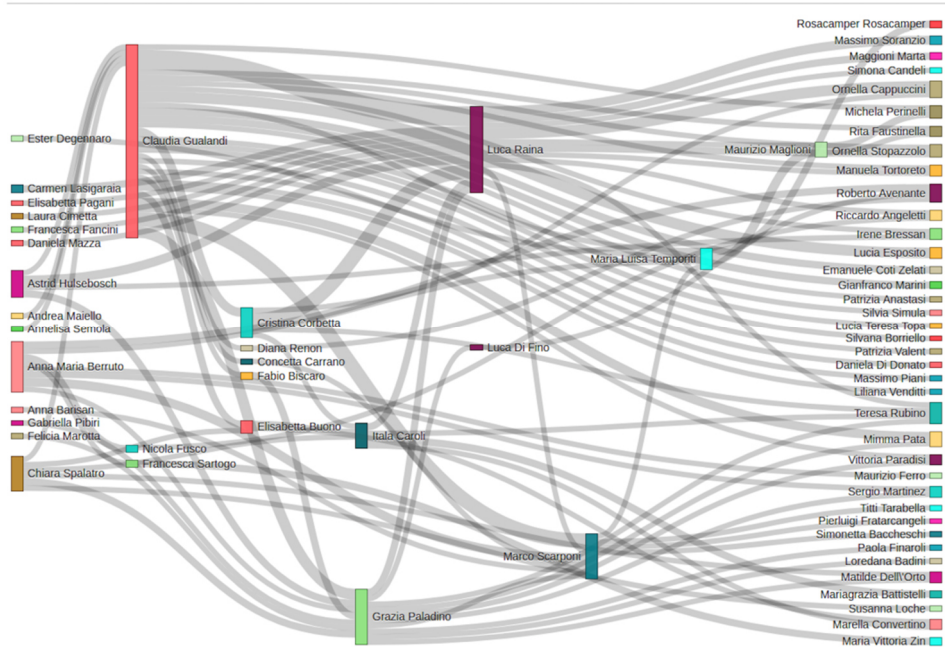 Rosacamper Rosacamper
Massimo Soranzio
Maggioni Marta
Simona Candeli
Ornella Cappuccini
Michela Perinelli
Rita Faustinella
Ester Degennaro
Claudia Gualandi
Luca Raina
Maurizio Maglioni
Ornella Stopazzolo
Manuela Tortoreto
Carmen Lasigaraia
Roberto Avenante
Elisabetta Pagani
Laura Cimetta
Riccardo Angeletti
Francesca Fancini
Irene Bressan
Daniela Mazza
Lucia Esposito
Maria Luisa Temporiti
Emanuele Coti Zelati
Astrid Hulsebosch
Gianfranco Marini
Patrizia Anastasi
Andrea Maiello
Silvia Simula
Cristina Corbetta
Annelisa Semola
Lucia Teresa Topa
Silvana Borriello
Diana Renon
Luca Di Fino
Patrizia Valent
Concetta Carrano
Anna Maria Berruto
Daniela Di Donato
Fabio Biscaro
Massimo Piani
Liliana Venditti
Anna Barisan
Teresa Rubino
Gabriella Pibiri
Elisabetta Buono
Felicia Marotta
Itala Caroli
Mimma Pata
Nicola Fusco
Vittoria Paradisi
Francesca Sartogo
Chiara Spalatro
Maurizio Ferro
Sergio Martinez
Titti Tarabella
Pierluigi Fratarcangeli
Simonetta Baccheschi
Paola Finaroli
Marco Scarponi
Loredana Badini
Matilde Dell\'Orto
Mariagrazia Battistelli
Susanna Loche
Grazia Paladino
Marella Convertino
Maria Vittoria Zin